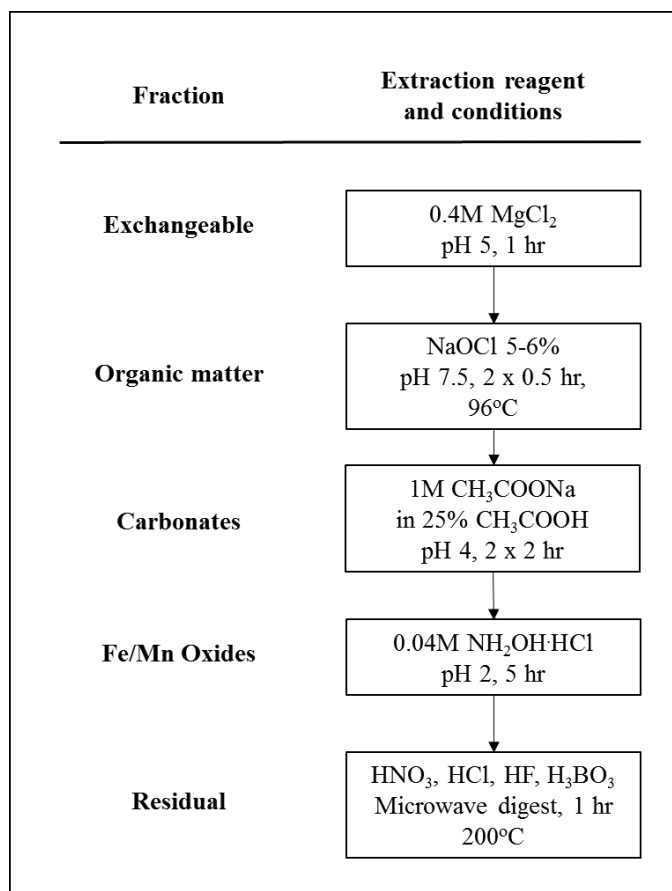 Fraction
Extraction reagent
and conditions
Exchangeable
0.4M MgCl₂
pH 5, 1 hr
Organic matter
NaOCl 5-6%
pH 7.5, 2 x 0.5 hr,
96°C
Carbonates
1M CH₃COONa
in 25% CH₃COOH
pH 4, 2 x 2 hr
Fe/Mn Oxides
0.04M NH₂OH·HCl
pH 2, 5 hr
Residual
HNO₃, HCl, HF, H₃BO₃
Microwave digest, 1 hr
200°C